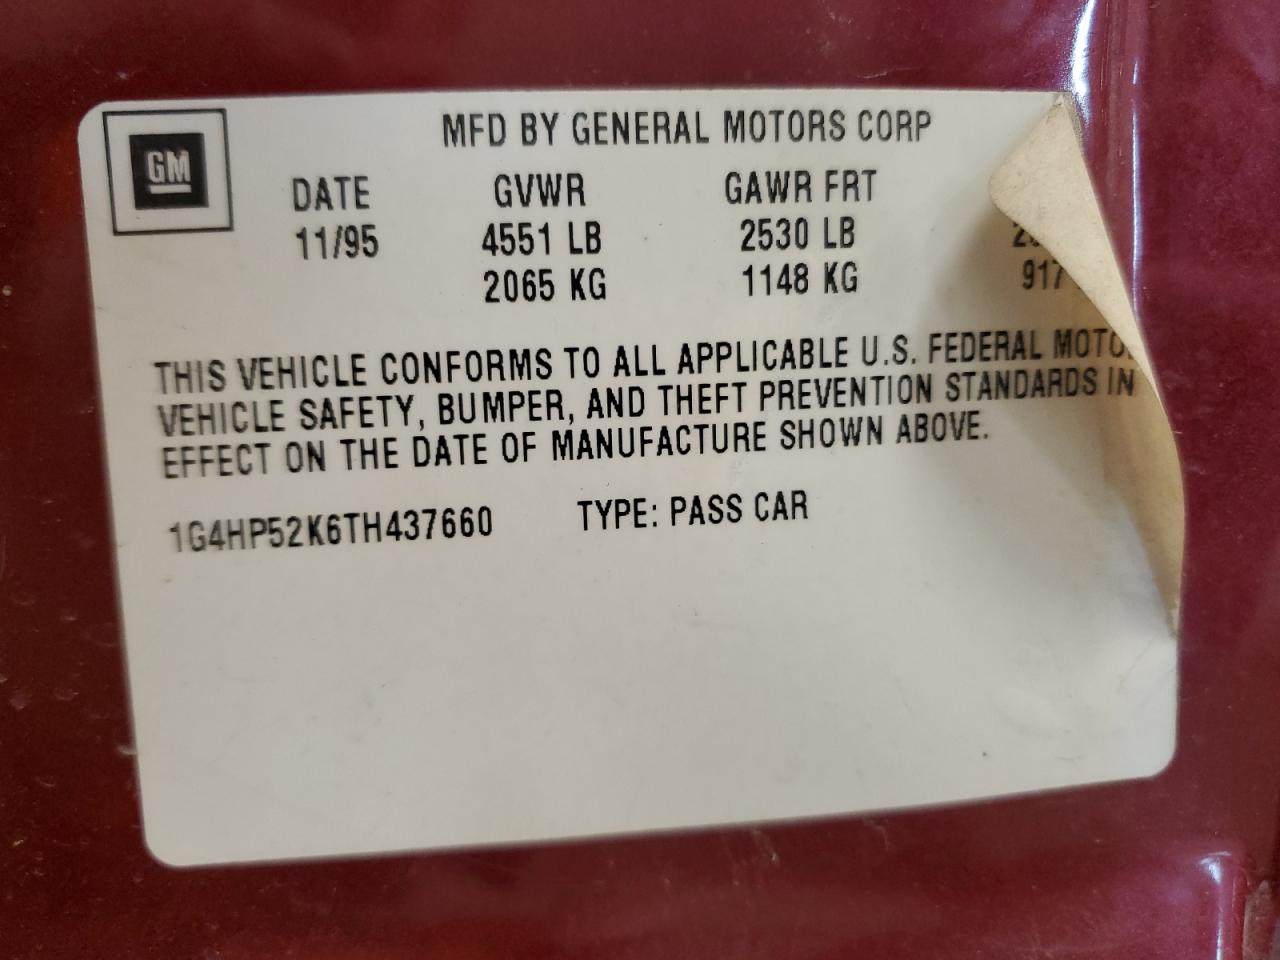 GM
MFD BY GENERAL MOTORS CORP
DATE GVWR GAWR FRT
11/95 4551 LB 2530 LB
2065 KG 1148 KG 917
THIS VEHICLE CONFORMS TO ALL APPLICABLE U.S. FEDERAL MOTO
VEHICLE SAFETY, BUMPER, AND THEFT PREVENTION STANDARDS IN
EFFECT ON THE DATE OF MANUFACTURE SHOWN ABOVE.
1G4HP52K6TH437660 TYPE: PASS CAR